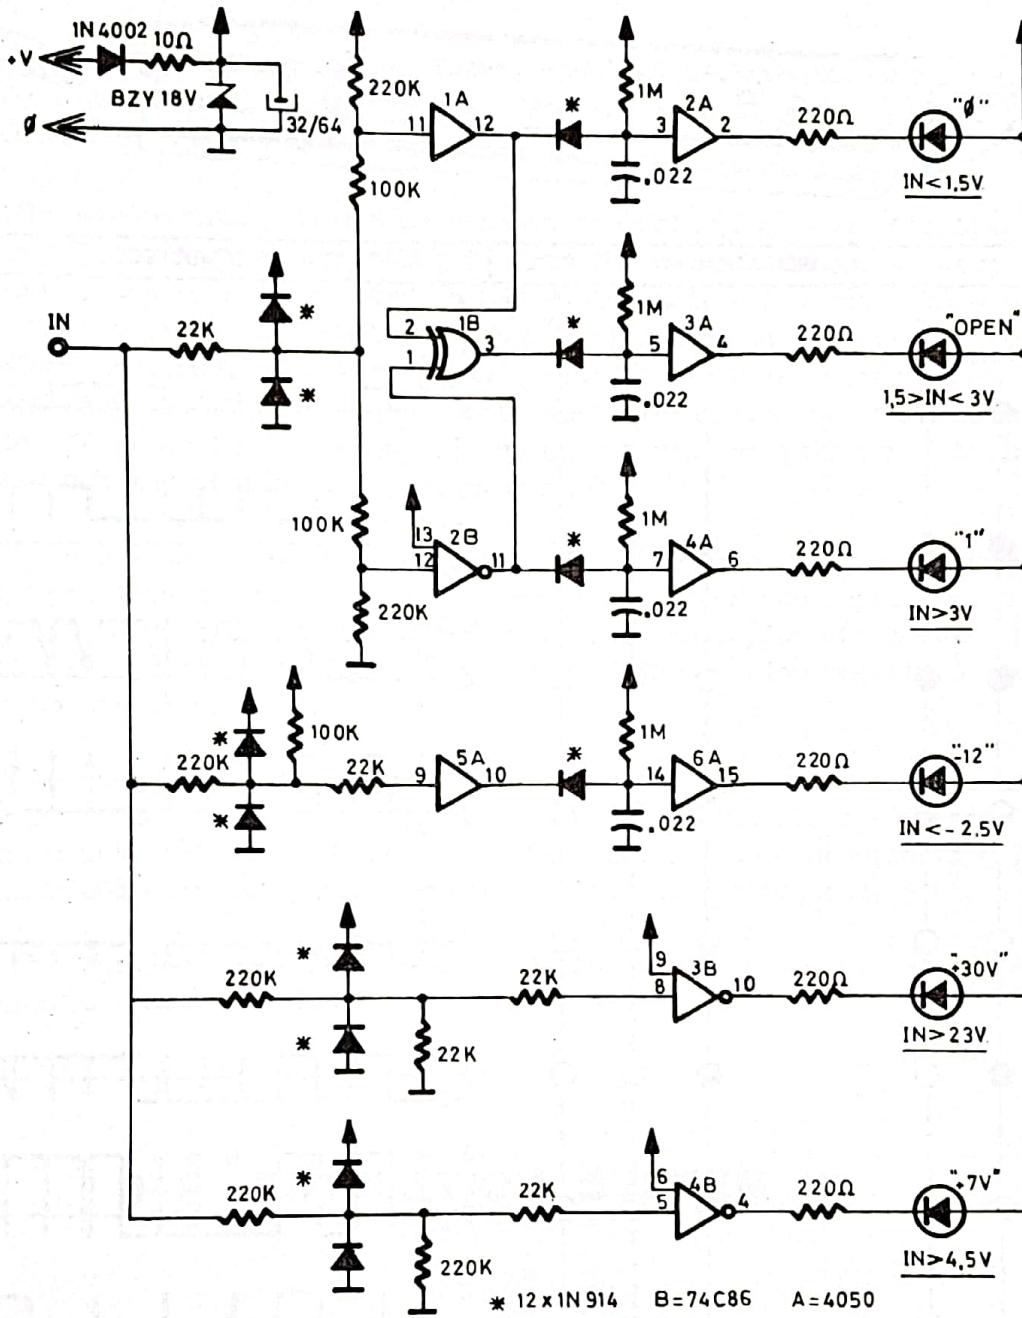 1N4002 10Ω
+V
BZY 18V
Ø
32/64
220K
11 1A 12
100K
*
1M
3 2A 2
.022
220Ω
"Ø"
IN<1,5V.
IN
22K
*
*
2 1B
1 3
*
1M
5 3A 4
.022
220Ω
"OPEN"
1,5>IN<3V.
100K
13 2B
12 11
220K
*
1M
7 4A 6
.022
220Ω
"1"
IN>3V
220K
*
*
100K
22K
9 5A 10
*
1M
14 6A 15
.022
220Ω
"-12"
IN<-2.5V
220K
*
*
22K
22K
9 3B
8 10
220Ω
"+30V"
IN>23V.
220K
*
220K
22K
6 4B
5 4
220Ω
"+7V"
IN>4,5V
* 12x1N914 B=74C86 A=4050